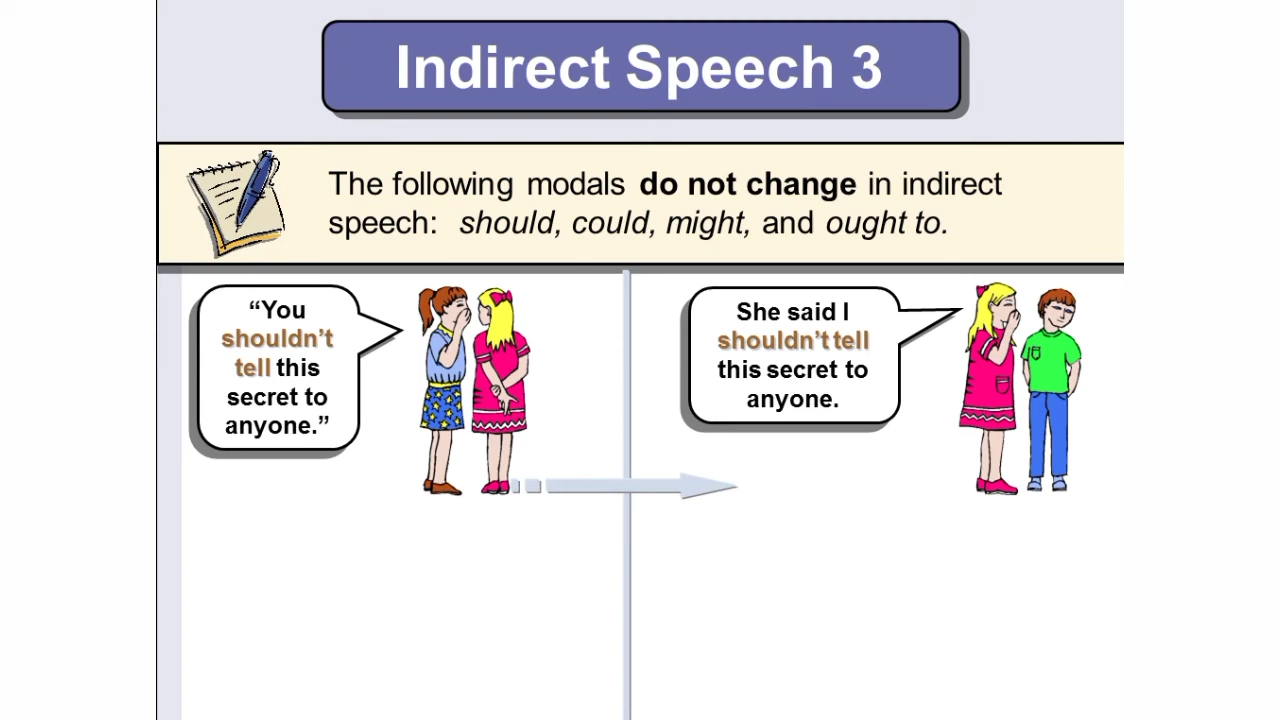 Indirect Speech 3
The following modals do not change in indirect
speech: should, could, might, and ought to.
“You
shouldn’t
tell this
secret to
anyone.”
She said I
shouldn’t tell
this secret to
anyone.